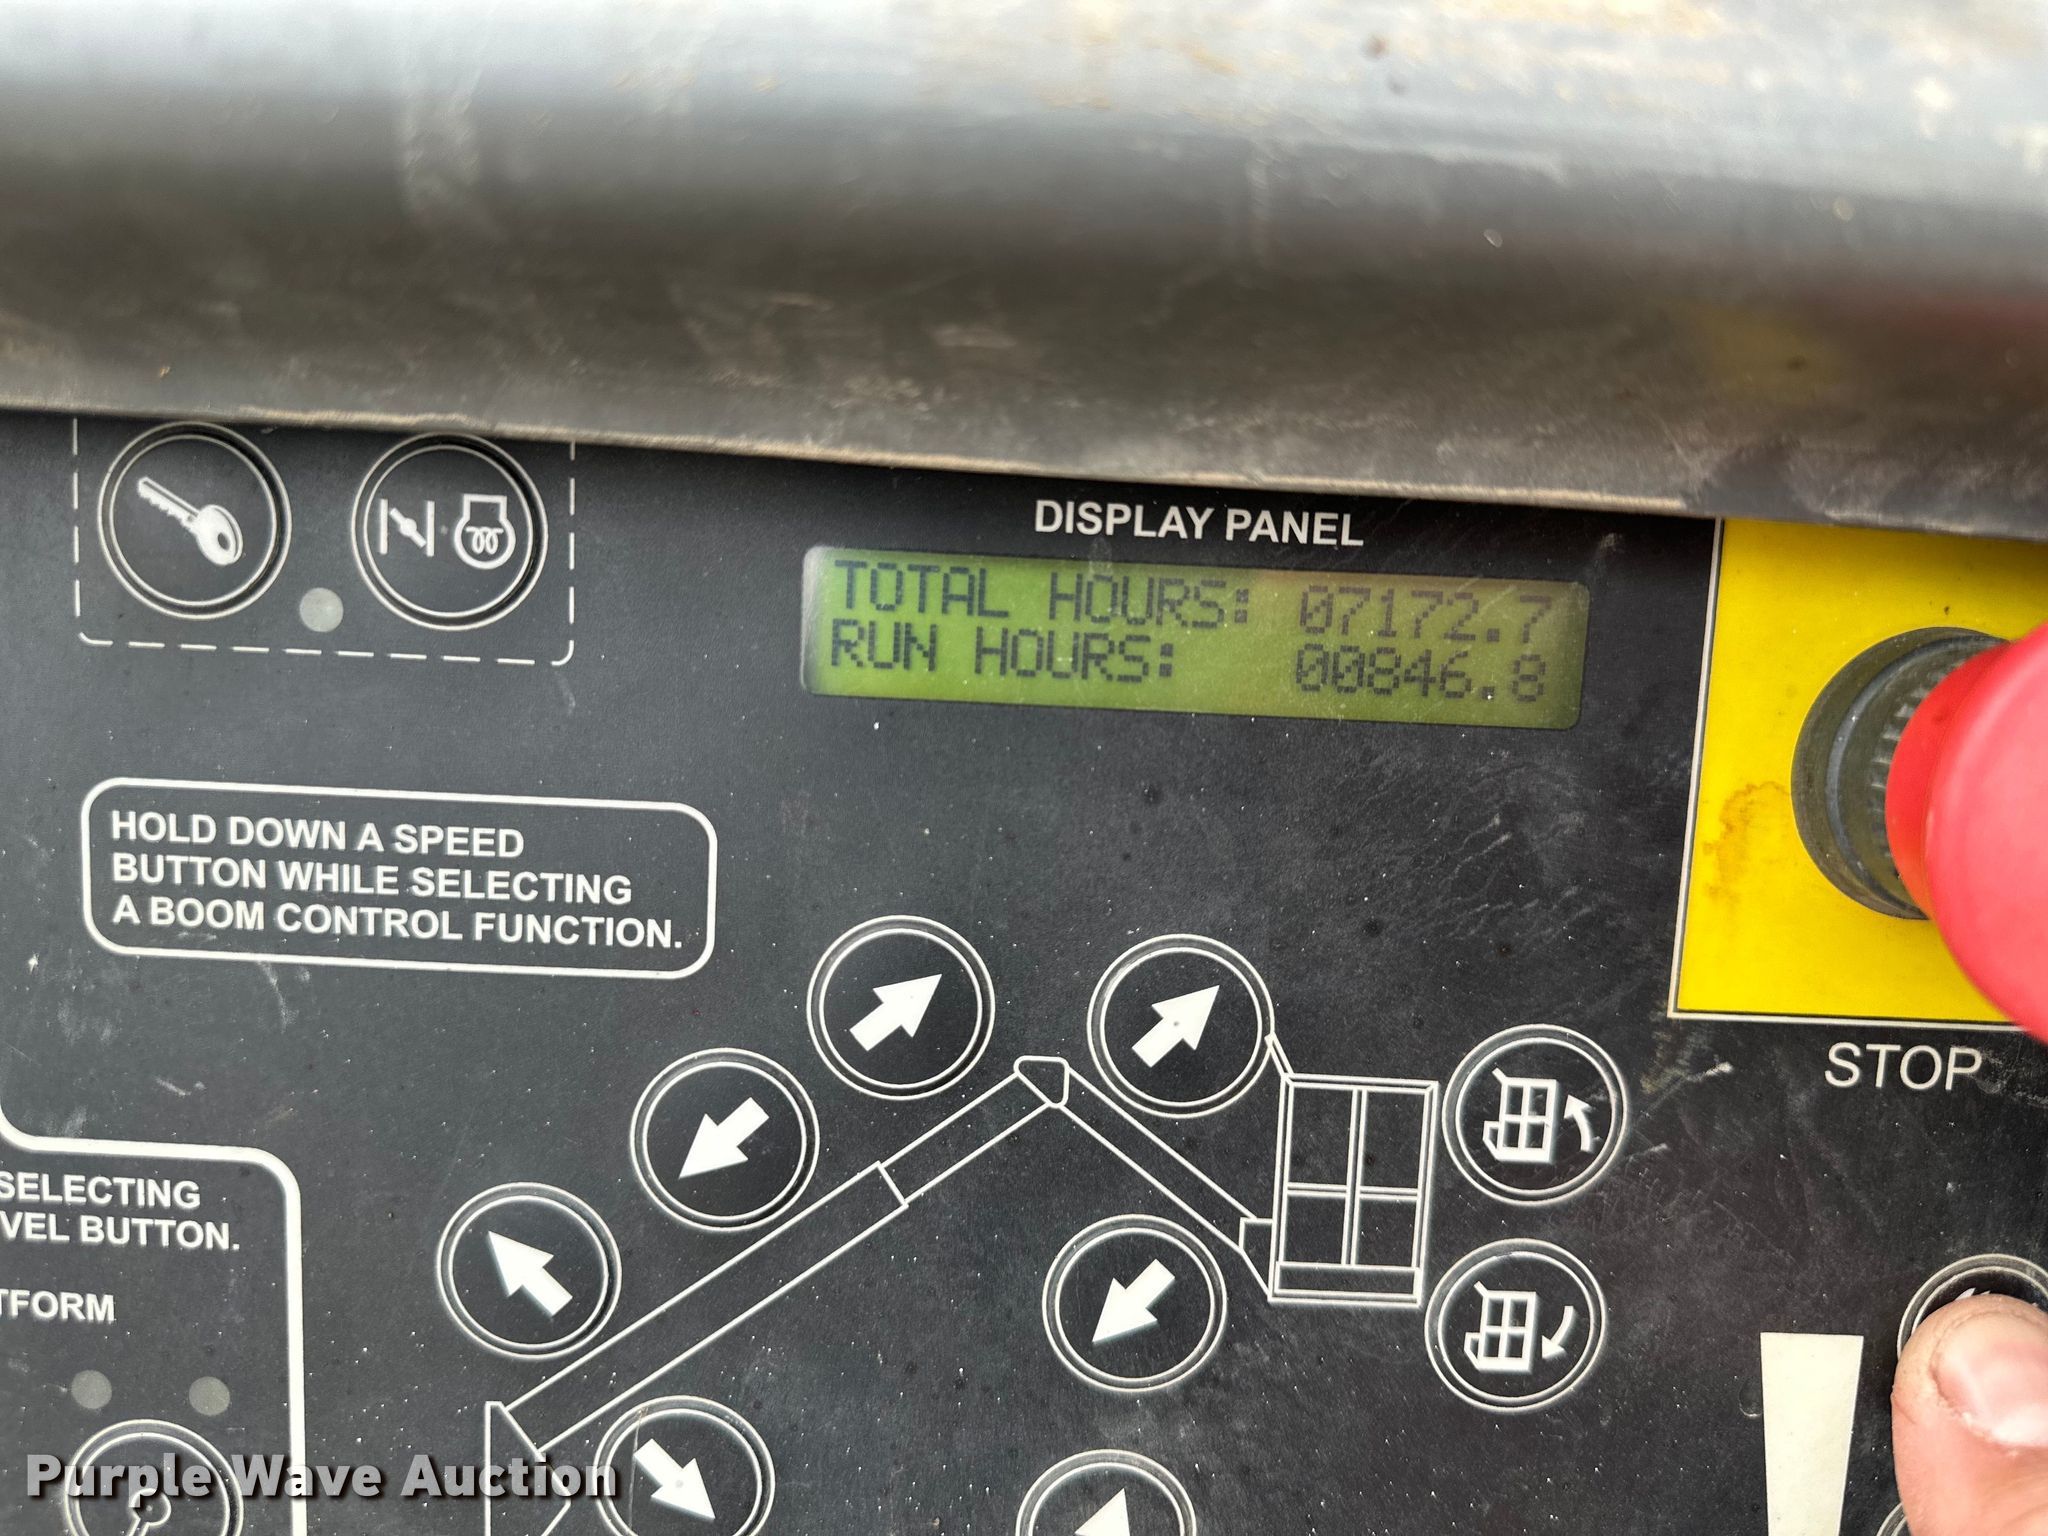 DISPLAY PANEL
TOTAL HOURS: 07172.7
RUN HOURS: 00846.8
HOLD DOWN A SPEED
BUTTON WHILE SELECTING
A BOOM CONTROL FUNCTION.
STOP
SELECTING
VEL BUTTON.
TFORM
Purple Wave Auction